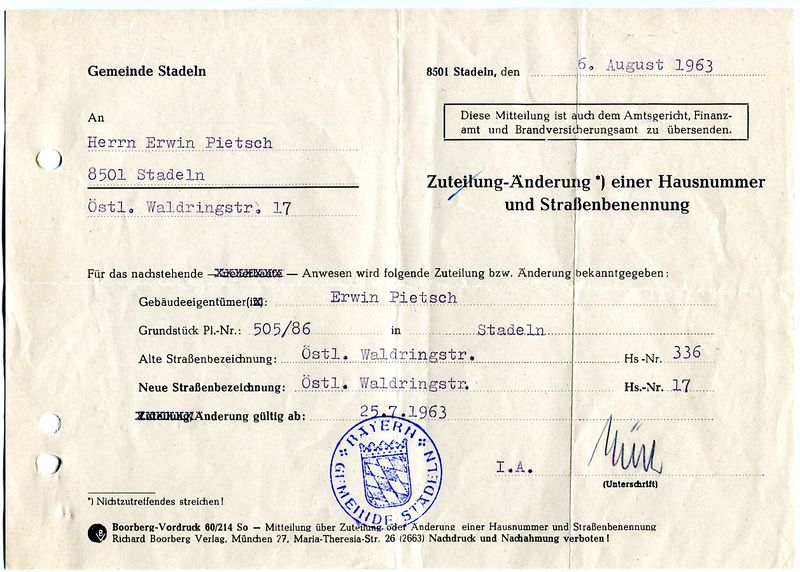 Gemeinde Stadeln
8501 Stadeln, den 6. August 1963
An
Herrn Erwin Pietsch
8501 Stadeln
Östl. Waldringstr. 17
Diese Mitteilung ist auch dem Amtsgericht, Finanz-
amt und Brandversicherungsamt zu übersenden.
Zuteilung-Änderung *) einer Hausnummer
und Straßenbenennung
Für das nachstehende — — Anwesen wird folgende Zuteilung bzw. Änderung bekanntgegeben:
Gebäudeeigentümer(in): Erwin Pietsch
Grundstück Pl.-Nr.: 505/86 in Stadeln
Alte Straßenbezeichnung: Östl. Waldringstr. Hs-Nr. 336
Neue Straßenbezeichnung: Östl. Waldringstr. Hs.-Nr. 17
Zuteilung/Änderung gültig ab: 25.7.1963
BAYERN
GEMEINDE STADELN
I.A.
(Unterschrift)
*) Nichtzutreffendes streichen!
Boorberg-Vordruck 60/214 So — Mitteilung über Zuteilung oder Änderung einer Hausnummer und Straßenbenennung
Richard Boorberg Verlag, München 27, Maria-Theresia-Str. 26 (2663) Nachdruck und Nachahmung verboten!